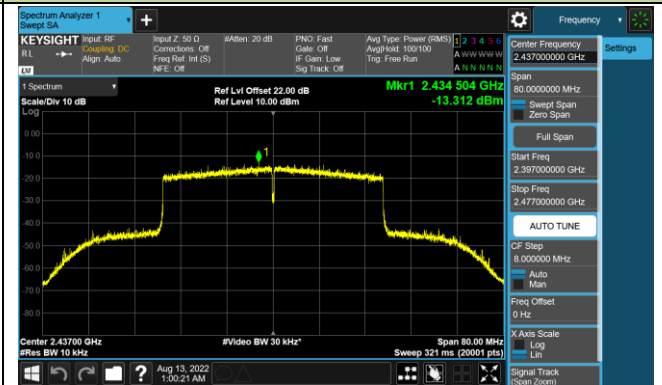 Spectrum Analyzer 1
Swept SA
Frequency
KEYSIGHT
RL
LXI
Input: RF
Coupling: DC
Align: Auto
Input Z: 50 Ω
Corrections: Off
Freq Ref: Int (S)
NFE: Off
#Atten: 20 dB
PNO: Fast
Gate: Off
IF Gain: Low
Sig Track: Off
Avg Type: Power (RMS)
Avg|Hold: 100/100
Trig: Free Run
1 2 3 4 5 6
A W W W W W
A N N N N N
1 Spectrum
Scale/Div 10 dB
Log
Ref Lvl Offset 22.00 dB
Ref Level 10.00 dBm
Mkr1 2.434 504 GHz
-13.312 dBm
0.00
-10.0
-20.0
-30.0
-40.0
-50.0
-60.0
-70.0
-80.0
1
Center 2.43700 GHz
#Res BW 10 kHz
#Video BW 30 kHz*
Span 80.00 MHz
Sweep 321 ms (20001 pts)
Aug 13, 2022
1:00:21 AM
Center Frequency
2.437000000 GHz
Span
80.0000000 MHz
Swept Span
Zero Span
Full Span
Start Freq
2.397000000 GHz
Stop Freq
2.477000000 GHz
AUTO TUNE
CF Step
8.000000 MHz
Auto
Man
Freq Offset
0 Hz
X Axis Scale
Log
Lin
Signal Track
(Span Zoom)
Settings